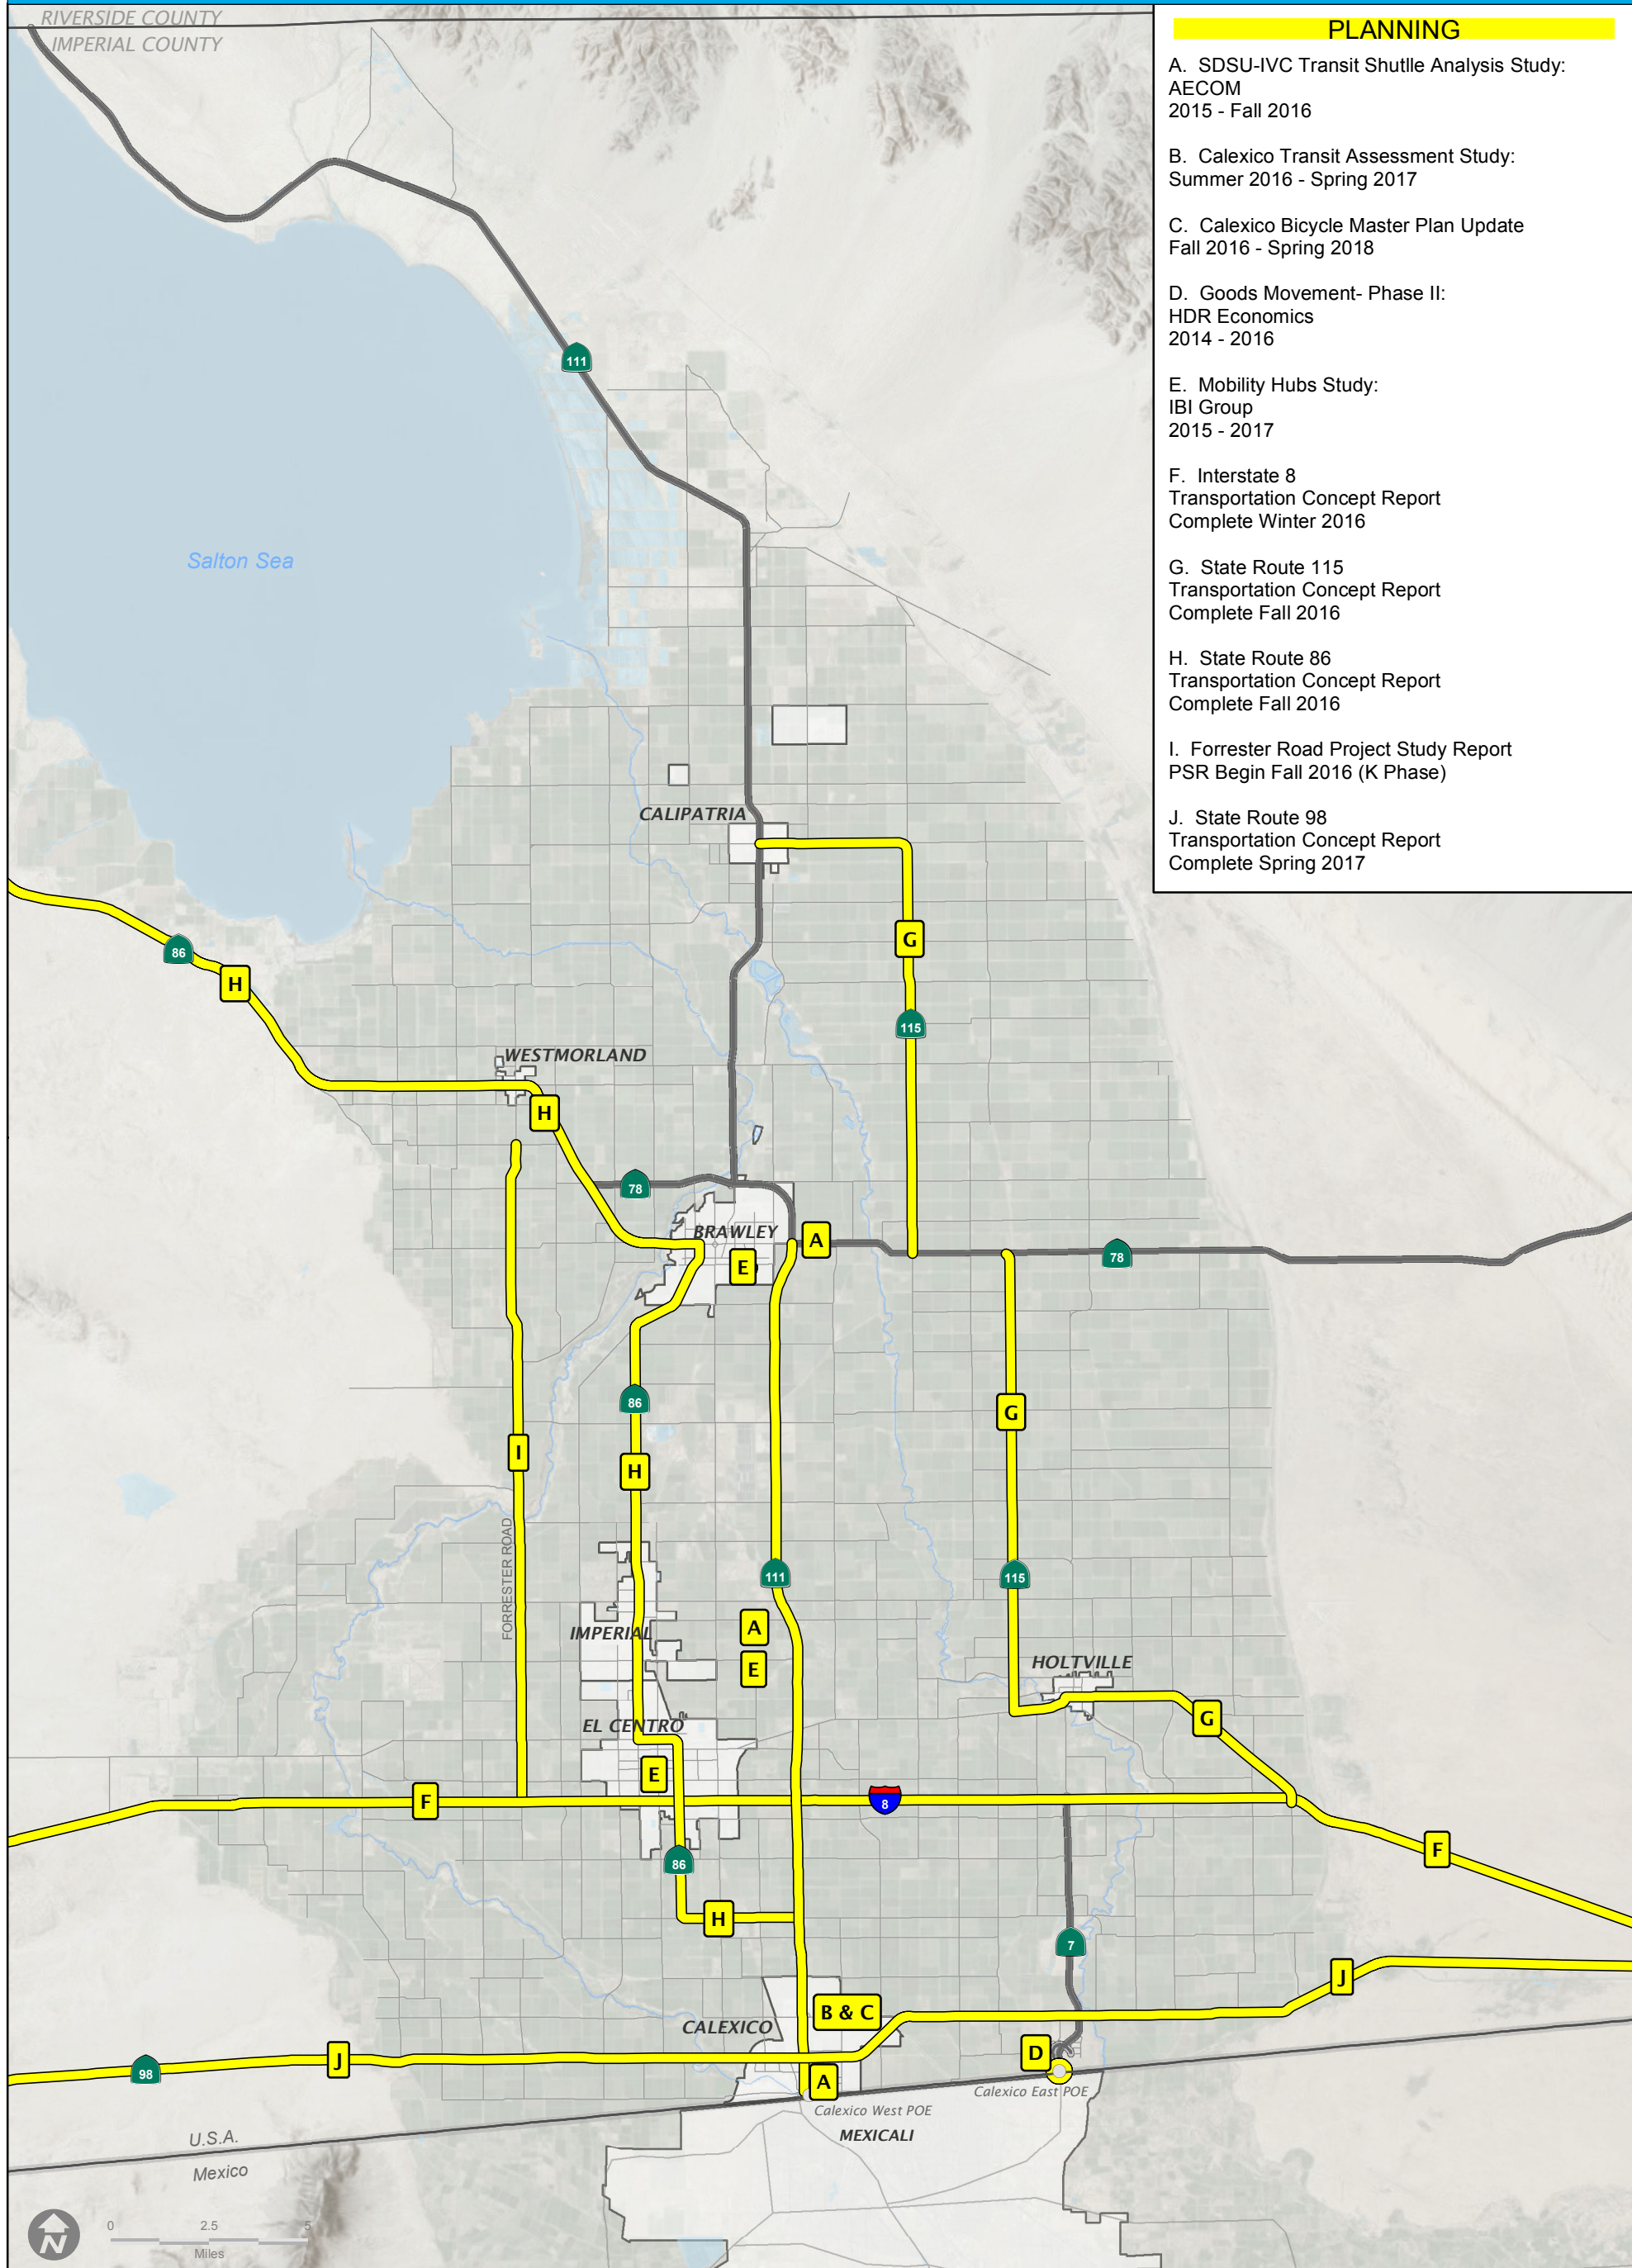 RIVERSIDE COUNTY
IMPERIAL COUNTY
PLANNING
A. SDSU-IVC Transit Shutlle Analysis Study:
AECOM
2015 - Fall 2016
B. Calexico Transit Assessment Study:
Summer 2016 - Spring 2017
C. Calexico Bicycle Master Plan Update
Fall 2016 - Spring 2018
D. Goods Movement- Phase II:
HDR Economics
2014 - 2016
E. Mobility Hubs Study:
IBI Group
2015 - 2017
F. Interstate 8
Transportation Concept Report
Complete Winter 2016
G. State Route 115
Transportation Concept Report
Complete Fall 2016
H. State Route 86
Transportation Concept Report
Complete Fall 2016
I. Forrester Road Project Study Report
PSR Begin Fall 2016 (K Phase)
J. State Route 98
Transportation Concept Report
Complete Spring 2017
111
Salton Sea
CALIPATRIA
G
86
H
115
WESTMORLAND
H
78
BRAWLEY
A
E
78
86
G
I
H
FORRESTER ROAD
111
115
A
IMPERIAL
E
HOLTVILLE
G
EL CENTRO
E
F
8
F
86
H
7
J
B & C
CALEXICO
J
98
D
A
Calexico East POE
Calexico West POE
MEXICALI
U.S.A.
Mexico
N
0 2.5 5
Miles